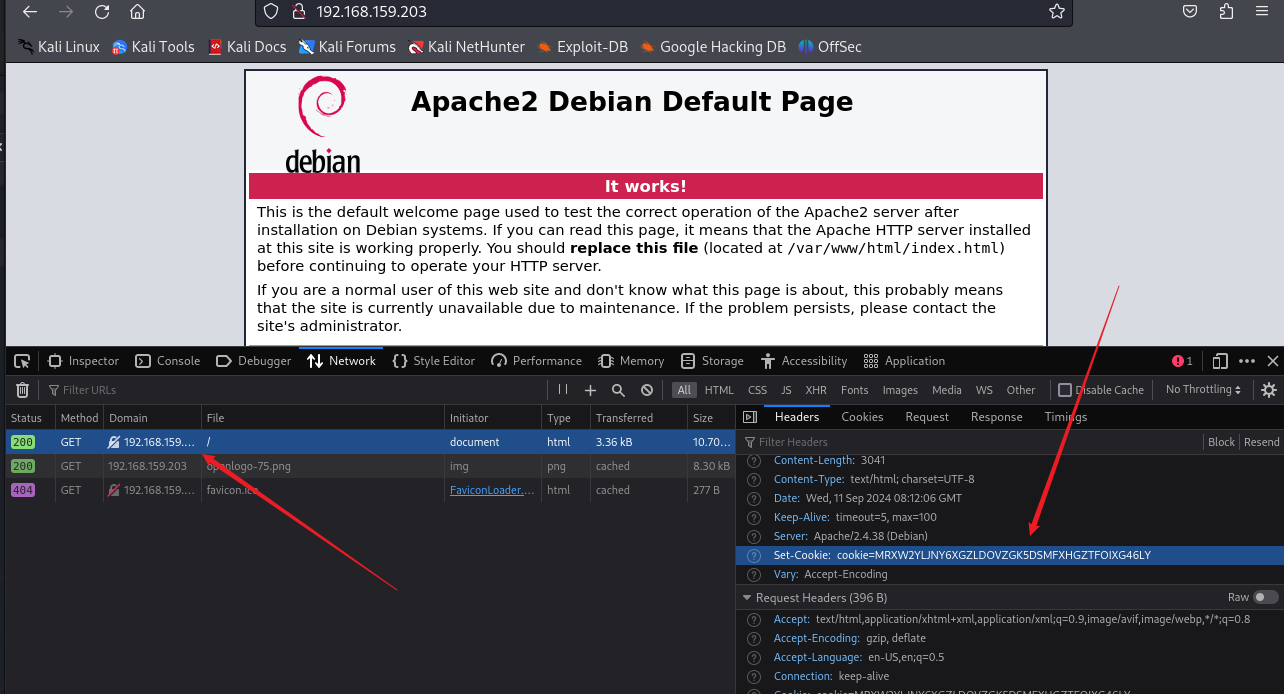 192.168.159.203
Kali Linux Kali Tools Kali Docs Kali Forums Kali NetHunter Exploit-DB Google Hacking DB OffSec
debian
Apache2 Debian Default Page
It works!
This is the default welcome page used to test the correct operation of the Apache2 server after
installation on Debian systems. If you can read this page, it means that the Apache HTTP server installed
at this site is working properly. You should replace this file (located at /var/www/html/index.html)
before continuing to operate your HTTP server.
If you are a normal user of this web site and don't know what this page is about, this probably means
that the site is currently unavailable due to maintenance. If the problem persists, please contact the
site's administrator.
Inspector Console Debugger Network Style Editor Performance Memory Storage Accessibility Application 1
Filter URLs All HTML CSS JS XHR Fonts Images Media WS Other Disable Cache No Throttling
Status Method Domain File Initiator Type Transferred Size
200 GET 192.168.159.... / document html 3.36 kB 10.70...
200 GET 192.168.159.203 openlogo-75.png img png cached 8.30 kB
404 GET 192.168.159.... favicon.ico FaviconLoader.... html cached 277 B
Headers Cookies Request Response Timings
Filter Headers Block Resend
Content-Length: 3041
Content-Type: text/html; charset=UTF-8
Date: Wed, 11 Sep 2024 08:12:06 GMT
Keep-Alive: timeout=5, max=100
Server: Apache/2.4.38 (Debian)
Set-Cookie: cookie=MRXW2YLJNY6XGZLDOVZGK5DSMFXHGZTFOIXG46LY
Vary: Accept-Encoding
Request Headers (396 B) Raw
Accept: text/html,application/xhtml+xml,application/xml;q=0.9,image/avif,image/webp,*/*;q=0.8
Accept-Encoding: gzip, deflate
Accept-Language: en-US,en;q=0.5
Connection: keep-alive
Cookie: cookie=MRXW2YLJNY6XGZLDOVZGK5DSMFXHGZTFOIXG46LY